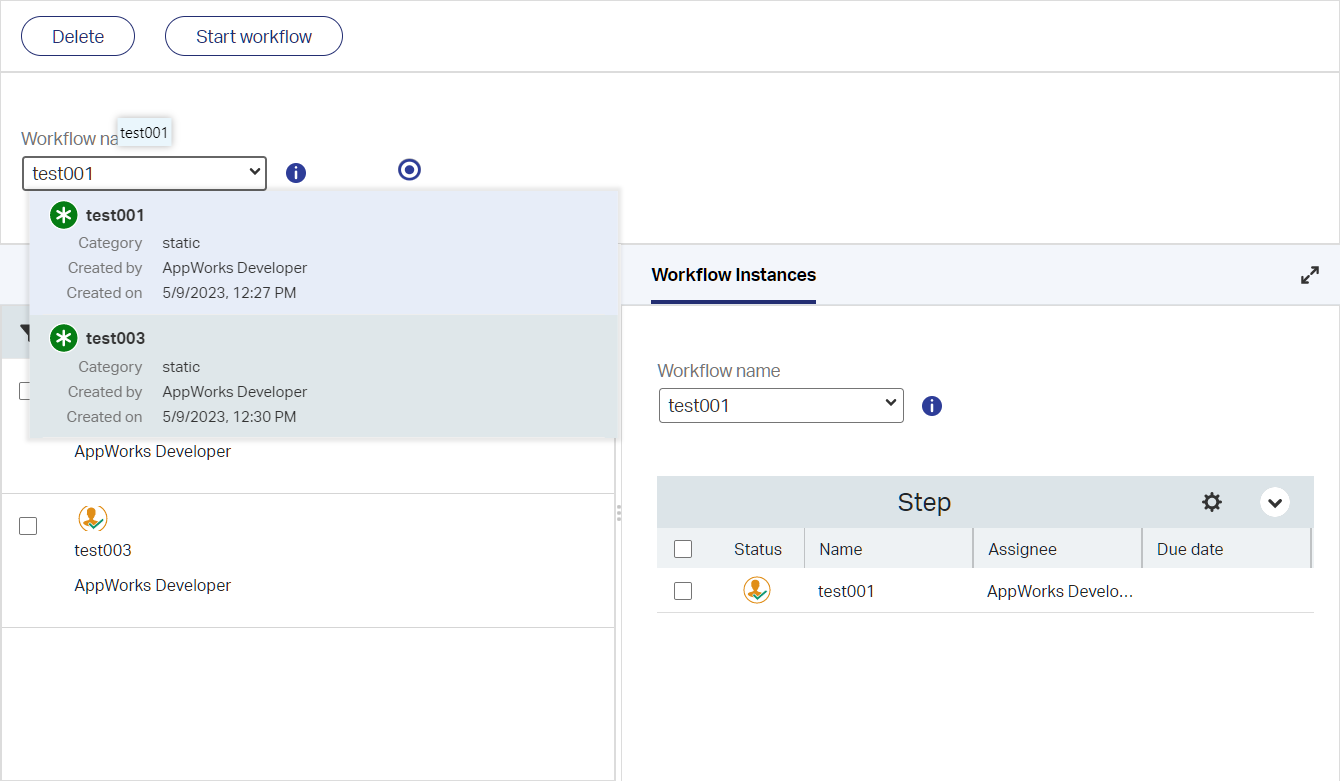 Delete
Start workflow
Workflow na
test001
test001
test001
Category static
Created by AppWorks Developer
Created on 5/9/2023, 12:27 PM
test003
Category static
Created by AppWorks Developer
Created on 5/9/2023, 12:30 PM
AppWorks Developer
test003
AppWorks Developer
Workflow Instances
Workflow name
test001
Step
Status Name Assignee Due date
test001 AppWorks Develo...